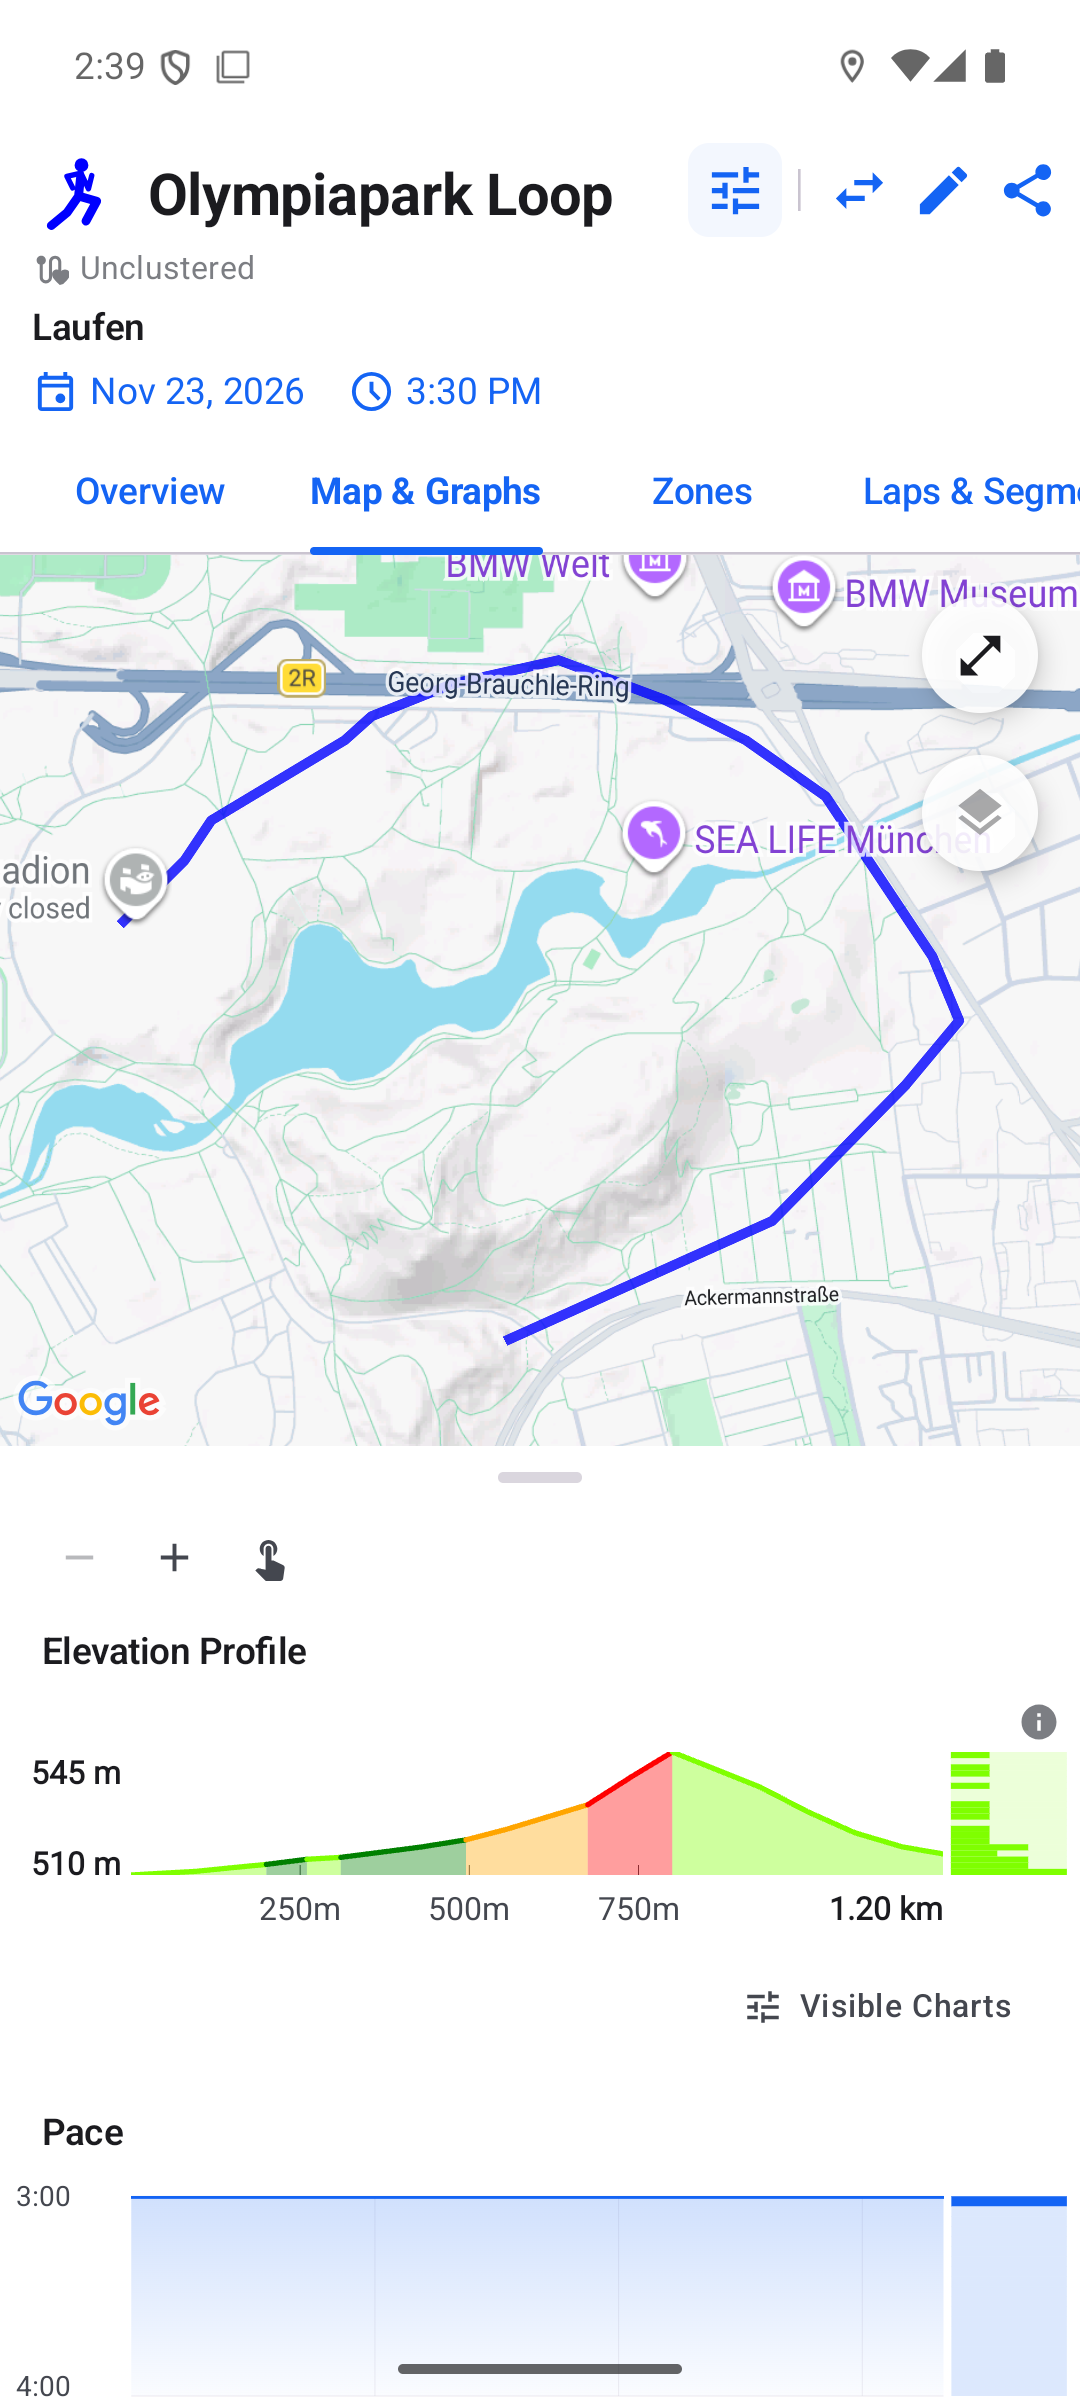 2:39
Olympiapark Loop
Unclustered
Laufen
Nov 23, 2026 3:30 PM
Overview Map & Graphs Zones Laps & Segme
BMW Welt
BMW Museum
2R
Georg-Brauchle-Ring
SEA LIFE München
adion
closed
Ackermannstraße
Google
Elevation Profile
545 m
510 m
250m 500m 750m 1.20 km
Visible Charts
Pace
3:00
4:00